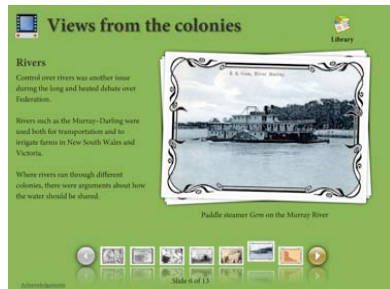 Views from the colonies
Library
Rivers
Control over rivers was another issue
during the long and heated debate over
Federation.
Rivers such as the Murray–Darling were
used both for transportation and to
irrigate farms in New South Wales and
Victoria.
Where rivers ran through different
colonies, there were arguments about how
the water should be shared.
S. S. Gem, River Murray.
Paddle steamer Gem on the Murray River
Slide 6 of 13
Acknowledgements